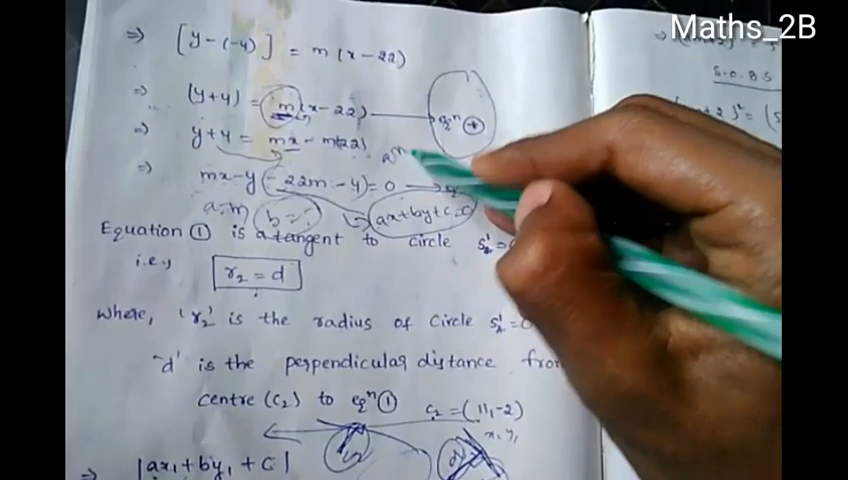 Maths_2B
⇒ [y-(-4)] = m(x-22)
⇒ (y+4) = m(x-22) → eqⁿ
⇒ y+4 = mx - m(22)
⇒ mx-y-22m-4)=0
a=m b= ax+by+c=0
Equation ① is a tangent to circle
i.e., r₂ = d
Where, 'r₂' is the radius of circle
'd' is the perpendicular distance from
centre (c₂) to eqⁿ ① c₂ = (11,-2)
x₁ y₁
⇒ |ax₁+by₁+c|
S.O.B.S